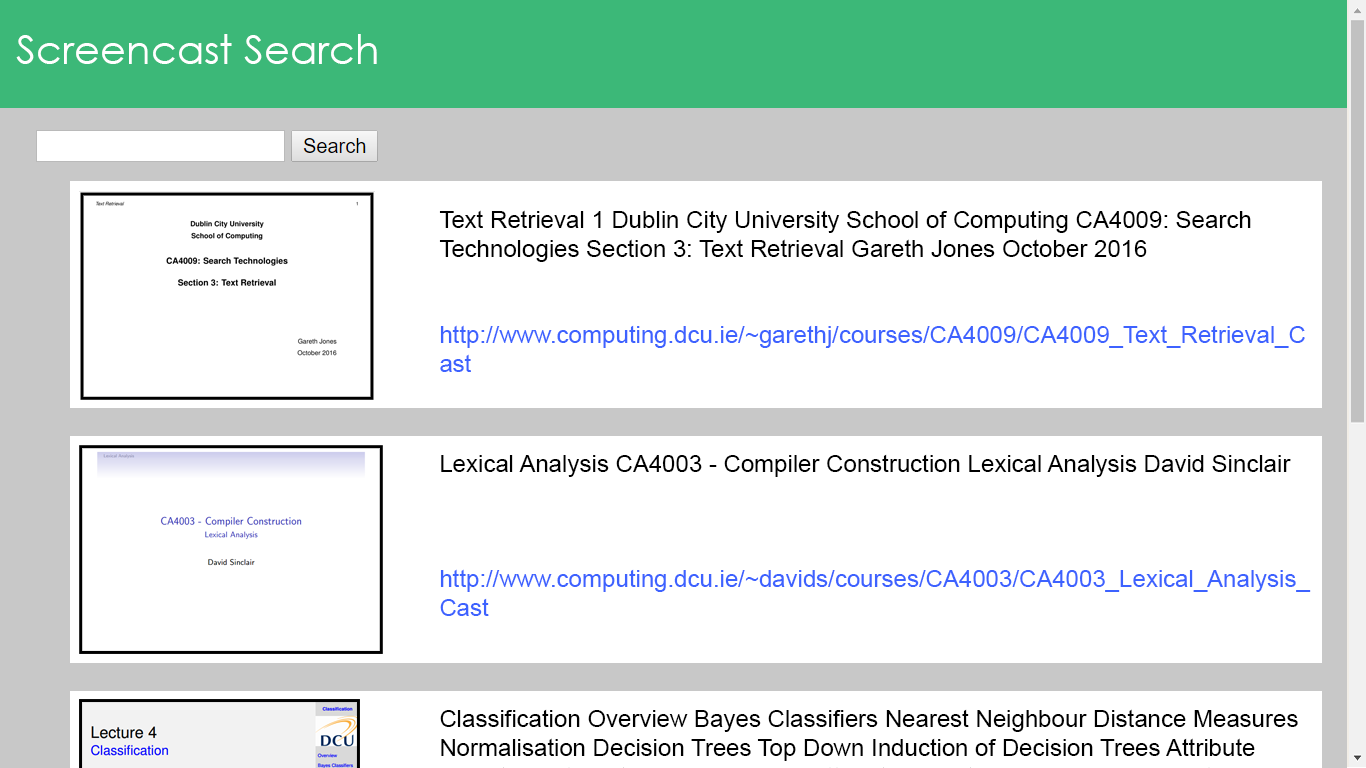 Screencast Search
Search
Text Retrieval 1
Dublin City University
School of Computing
CA4009: Search Technologies
Section 3: Text Retrieval
Gareth Jones
October 2016
Text Retrieval 1 Dublin City University School of Computing CA4009: Search
Technologies Section 3: Text Retrieval Gareth Jones October 2016
http://www.computing.dcu.ie/~garethj/courses/CA4009/CA4009_Text_Retrieval_C
ast
Lexical Analysis
CA4003 - Compiler Construction
Lexical Analysis
David Sinclair
Lexical Analysis CA4003 - Compiler Construction Lexical Analysis David Sinclair
http://www.computing.dcu.ie/~davids/courses/CA4003/CA4003_Lexical_Analysis_
Cast
Lecture 4
Classification
Classification
DCU
Overview
Bayes Classifiers
Classification Overview Bayes Classifiers Nearest Neighbour Distance Measures
Normalisation Decision Trees Top Down Induction of Decision Trees Attribute